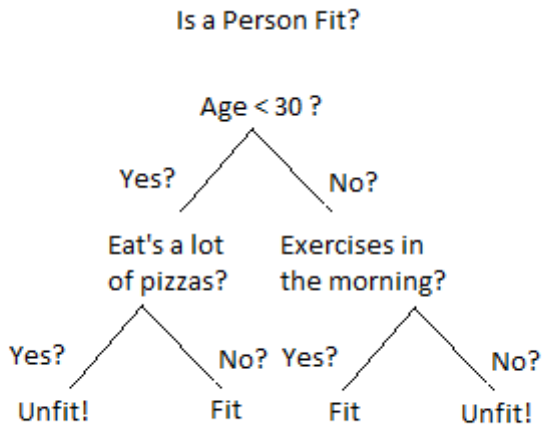 Is a Person Fit?
Age < 30 ?
Yes?
No?
Eat's a lot
of pizzas?
Exercises in
the morning?
Yes?
No?
Yes?
No?
Unfit!
Fit
Fit
Unfit!